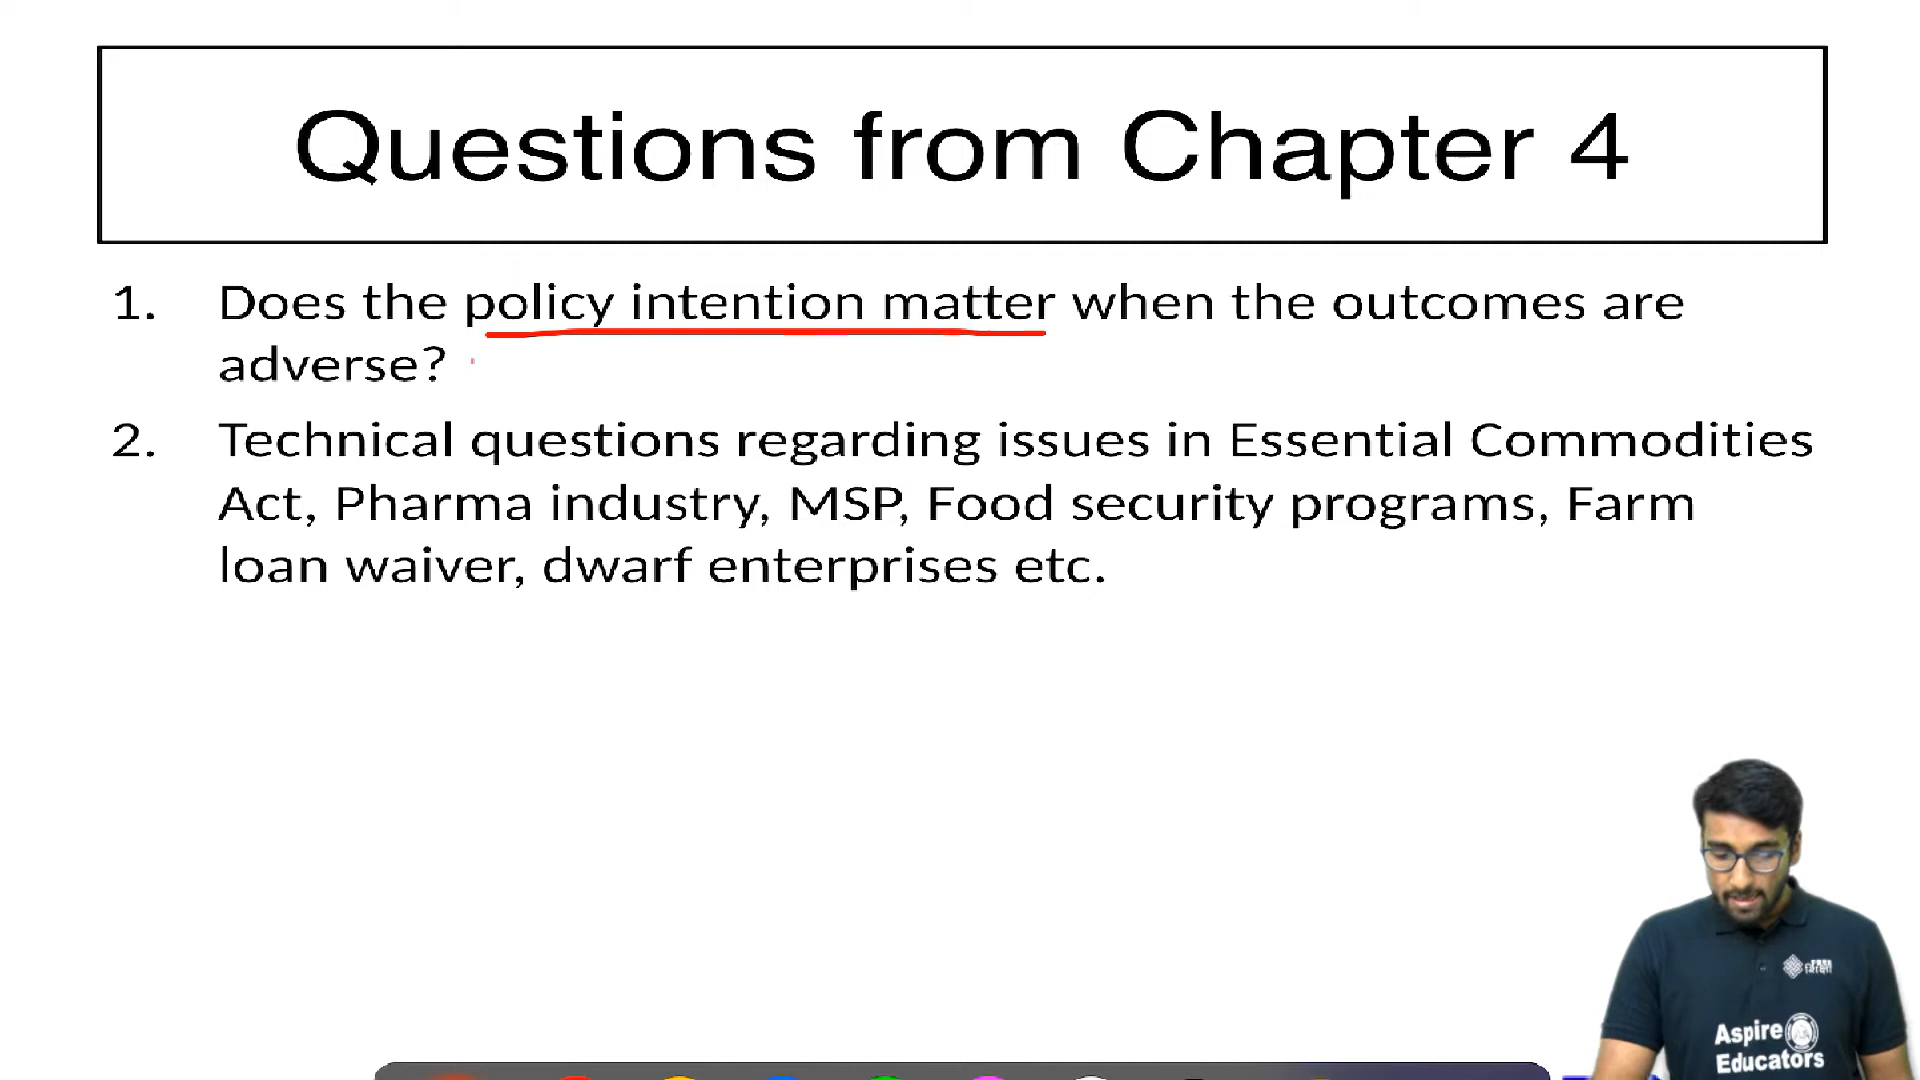 Questions from Chapter 4
1. Does the policy intention matter when the outcomes are
adverse?
2. Technical questions regarding issues in Essential Commodities
Act, Pharma industry, MSP, Food security programs, Farm
loan waiver, dwarf enterprises etc.
Aspire
Educators